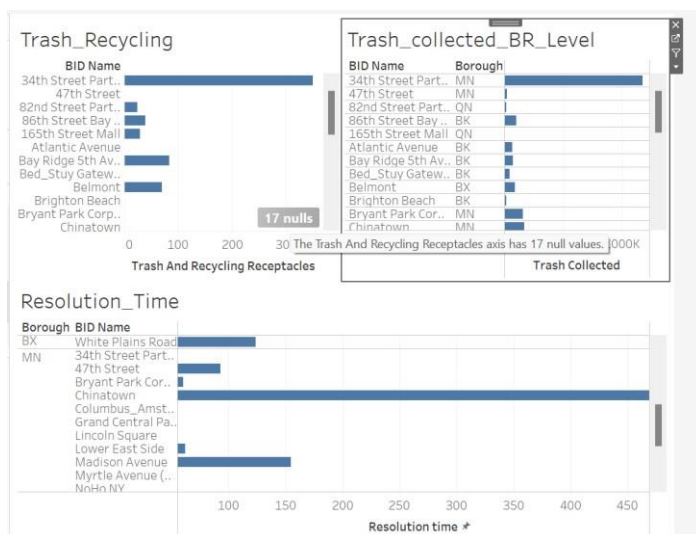 Trash_Recycling
BID Name
34th Street Part..
47th Street
82nd Street Part..
86th Street Bay ..
165th Street Mall
Atlantic Avenue
Bay Ridge 5th Av..
Bed_Stuy Gatew..
Belmont
Brighton Beach
Bryant Park Corp..
Chinatown
17 nulls
0 100 200 30
Trash And Recycling Receptacles
Trash_collected_BR_Level
BID Name Borough
34th Street Part.. MN
47th Street MN
82nd Street Part.. QN
86th Street Bay .. BK
165th Street Mall QN
Atlantic Avenue BK
Bay Ridge 5th Av.. BK
Bed_Stuy Gatew.. BK
Belmont BX
Brighton Beach BK
Bryant Park Cor.. MN
Chinatown MN
The Trash And Recycling Receptacles axis has 17 null values.
000K
Trash Collected
Resolution_Time
Borough BID Name
BX White Plains Road
MN 34th Street Part..
47th Street
Bryant Park Cor..
Chinatown
Columbus_Amst..
Grand Central Pa..
Lincoln Square
Lower East Side
Madison Avenue
Myrtle Avenue (..
NoHo NY
100 150 200 250 300 350 400 450
Resolution time